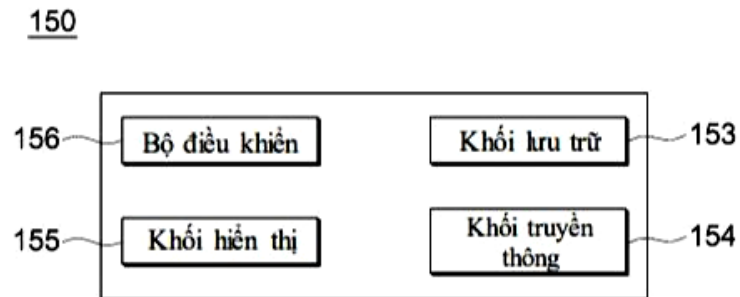 150
156
Bộ điều khiển
Khối lưu trữ
153
155
Khối hiển thị
Khối truyền
thông
154